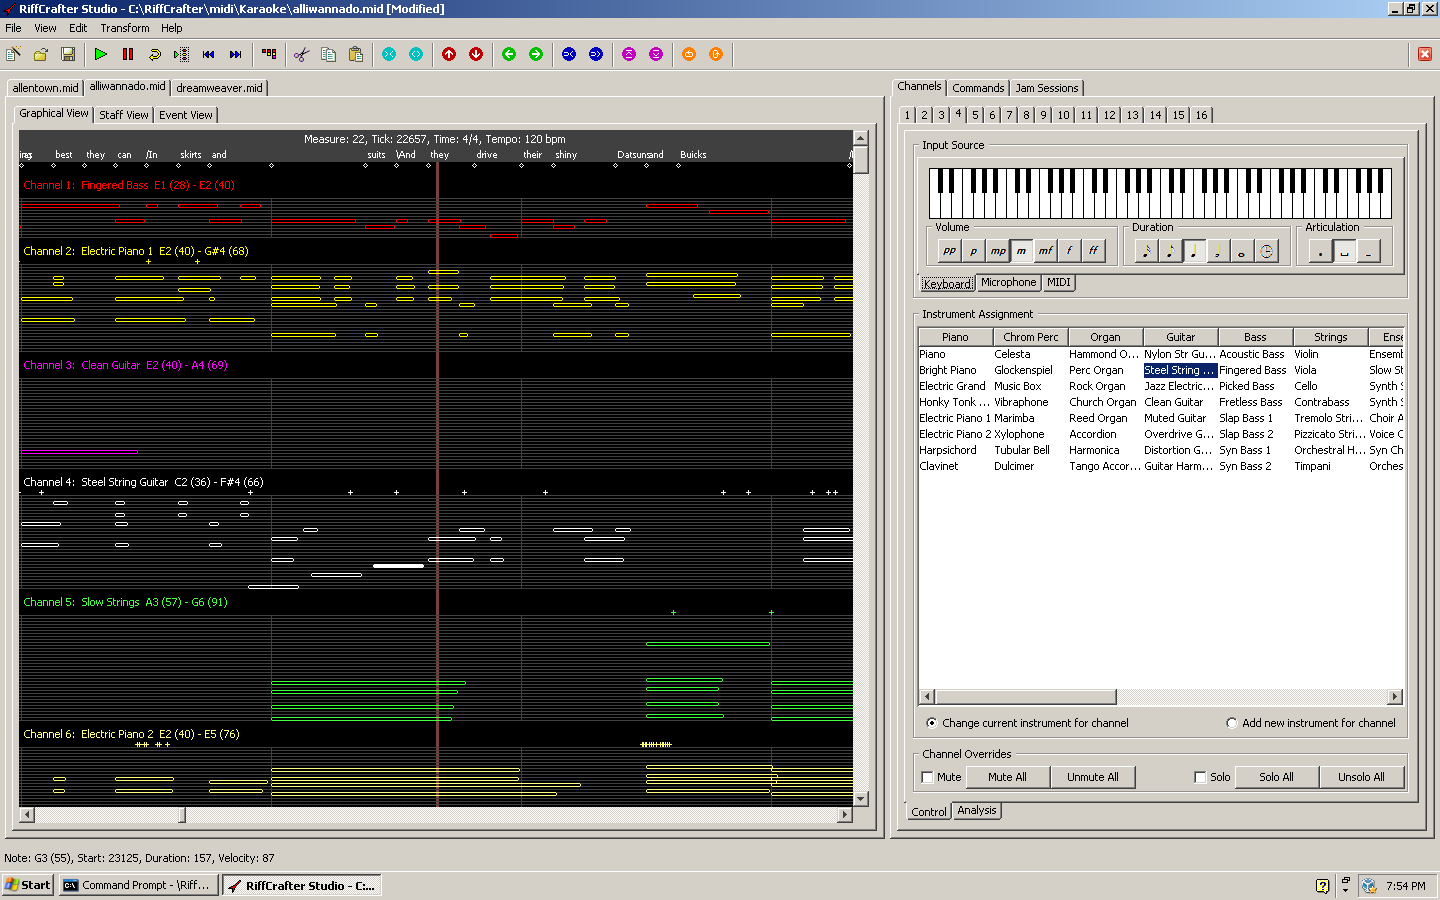 RiffCrafter Studio - C:\RiffCrafter\midi\Karaoke\alliwannado.mid [Modified]
File View Edit Transform Help
allentown.mid alliwannado.mid dreamweaver.mid
Graphical View Staff View Event View
Measure: 22, Tick: 22657, Time: 4/4, Tempo: 120 bpm
best they can /In skirts and suits \And they drive their shiny Datsuns and Buicks
Channel 1: Fingered Bass E1 (28) - E2 (40)
Channel 2: Electric Piano 1 E2 (40) - G#4 (68)
Channel 3: Clean Guitar E2 (40) - A4 (69)
Channel 4: Steel String Guitar C2 (36) - F#4 (66)
Channel 5: Slow Strings A3 (57) - G6 (91)
Channel 6: Electric Piano 2 E2 (40) - E5 (76)
Channels Commands Jam Sessions
1 2 3 4 5 6 7 8 9 10 11 12 13 14 15 16
Input Source
Volume Duration Articulation
pp p mp m mf f ff
Keyboard Microphone MIDI
Instrument Assignment
Piano Chrom Perc Organ Guitar Bass Strings Ense
Piano Celesta Hammond O... Nylon Str Gu... Acoustic Bass Violin Ensemb
Bright Piano Glockenspiel Perc Organ Steel String ... Fingered Bass Viola Slow St
Electric Grand Music Box Rock Organ Jazz Electric... Picked Bass Cello Synth S
Honky Tonk ... Vibraphone Church Organ Clean Guitar Fretless Bass Contrabass Synth S
Electric Piano 1 Marimba Reed Organ Muted Guitar Slap Bass 1 Tremolo Stri... Choir A
Electric Piano 2 Xylophone Accordion Overdrive G... Slap Bass 2 Pizzicato Stri... Voice O
Harpsichord Tubular Bell Harmonica Distortion G... Syn Bass 1 Orchestral H... Syn Ch
Clavinet Dulcimer Tango Accor... Guitar Harm... Syn Bass 2 Timpani Orches
Change current instrument for channel Add new instrument for channel
Channel Overrides
Mute Mute All Unmute All Solo Solo All Unsolo All
Control Analysis
Note: G3 (55), Start: 23125, Duration: 157, Velocity: 87
Start Command Prompt - \Riff... RiffCrafter Studio - C:... 7:54 PM